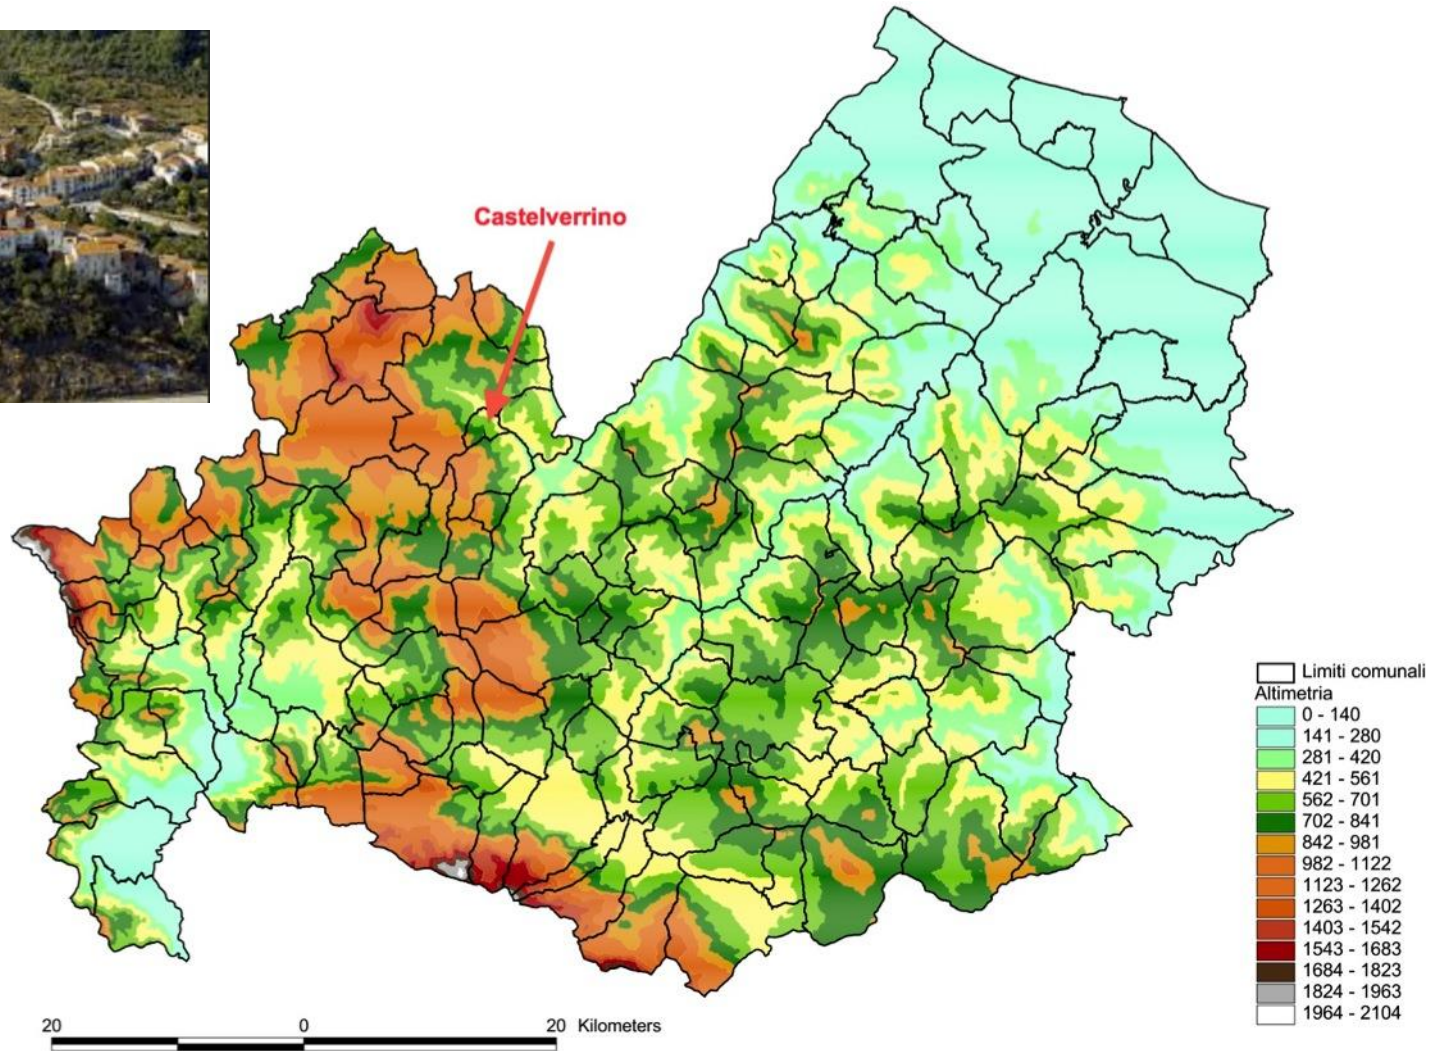 Castelverrino
Limiti comunali
Altimetria
0 - 140
141 - 280
281 - 420
421 - 561
562 - 701
702 - 841
842 - 981
982 - 1122
1123 - 1262
1263 - 1402
1403 - 1542
1543 - 1683
1684 - 1823
1824 - 1963
1964 - 2104
20 0 20 Kilometers